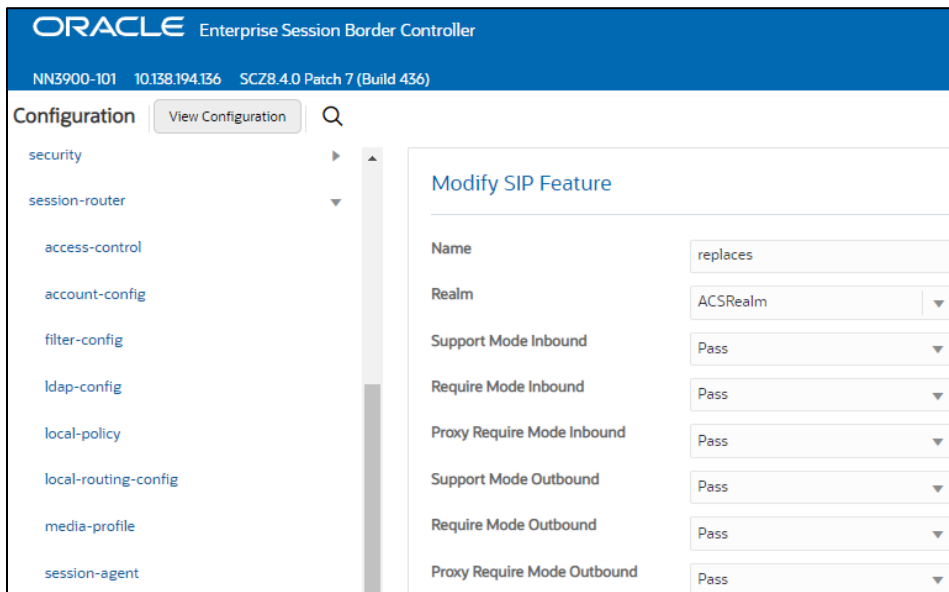 ORACLE Enterprise Session Border Controller
NN3900-101 10.138.194.136 SCZ8.4.0 Patch 7 (Build 436)
Configuration View Configuration
security
session-router
access-control
account-config
filter-config
ldap-config
local-policy
local-routing-config
media-profile
session-agent
Modify SIP Feature
Name replaces
Realm ACSRealm
Support Mode Inbound Pass
Require Mode Inbound Pass
Proxy Require Mode Inbound Pass
Support Mode Outbound Pass
Require Mode Outbound Pass
Proxy Require Mode Outbound Pass